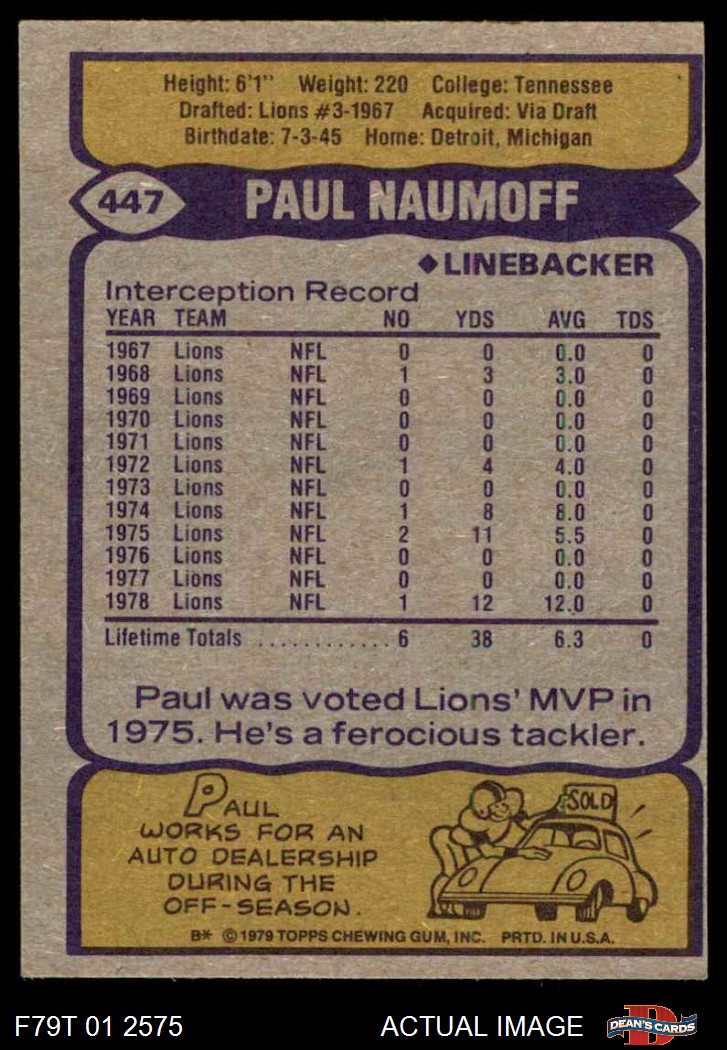 Height: 6'1" Weight: 220 College: Tennessee
Drafted: Lions #3-1967 Acquired: Via Draft
Birthdate: 7-3-45 Home: Detroit, Michigan
447 PAUL NAUMOFF
◆LINEBACKER
Interception Record
YEAR TEAM NO YDS AVG TDS
1967 Lions NFL 0 0 0.0 0
1968 Lions NFL 1 3 3.0 0
1969 Lions NFL 0 0 0.0 0
1970 Lions NFL 0 0 0.0 0
1971 Lions NFL 0 0 0.0 0
1972 Lions NFL 1 4 4.0 0
1973 Lions NFL 0 0 0.0 0
1974 Lions NFL 1 8 8.0 0
1975 Lions NFL 2 11 5.5 0
1976 Lions NFL 0 0 0.0 0
1977 Lions NFL 0 0 0.0 0
1978 Lions NFL 1 12 12.0 0
Lifetime Totals ............ 6 38 6.3 0
Paul was voted Lions' MVP in
1975. He's a ferocious tackler.
PAUL
WORKS FOR AN
AUTO DEALERSHIP
DURING THE
OFF-SEASON.
SOLD
B* ©1979 TOPPS CHEWING GUM, INC. PRTD. IN U.S.A.
F79T 01 2575 ACTUAL IMAGE D DEAN'S CARDS